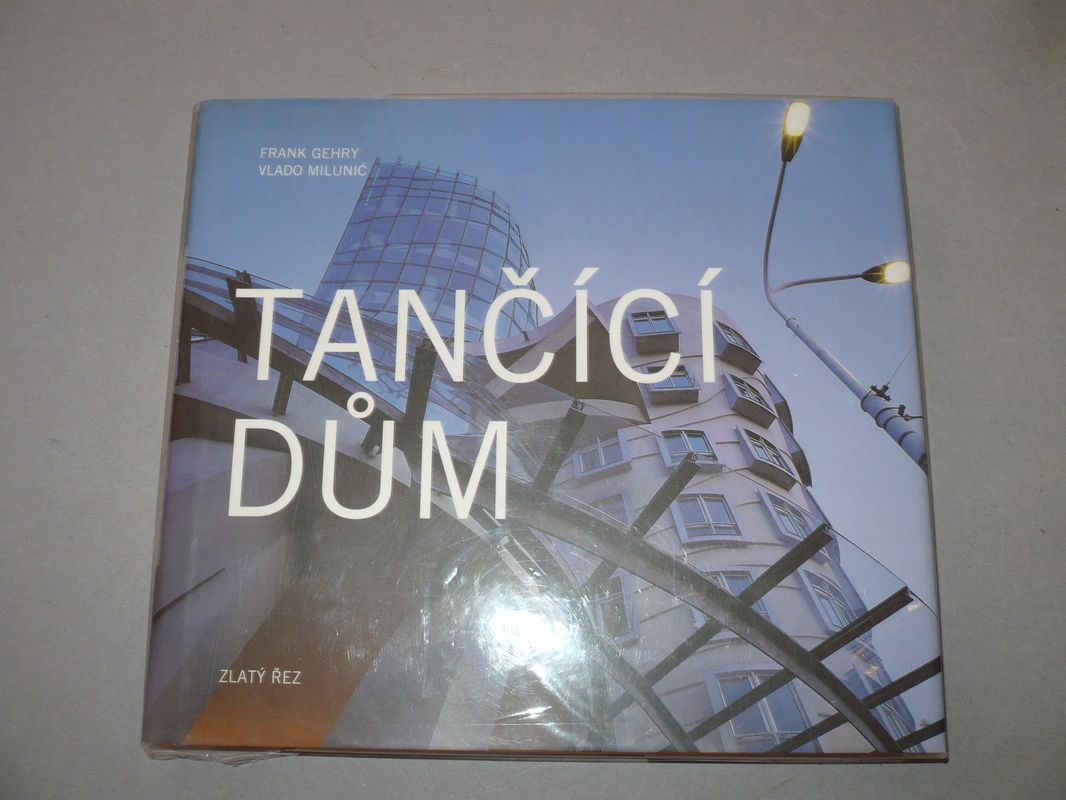 FRANK GEHRY
VLADO MILUNIĆ
TANČÍCÍ
DŮM
ZLATÝ ŘEZ